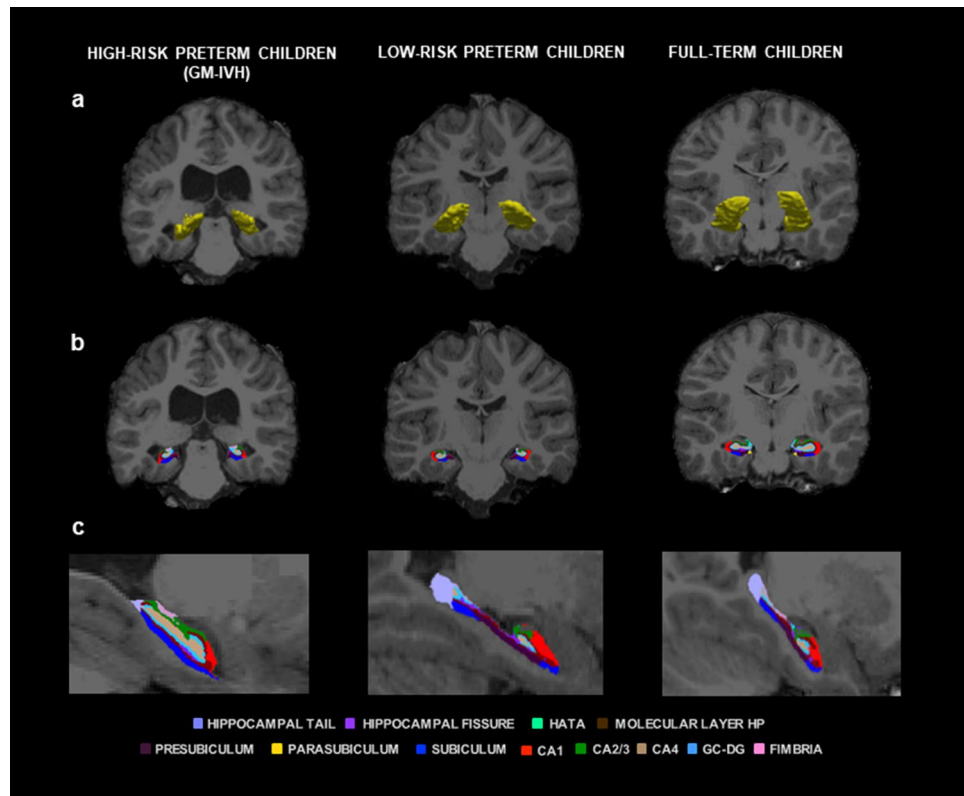 HIGH-RISK PRETERM CHILDREN
(GM-IVH)
LOW-RISK PRETERM CHILDREN
FULL-TERM CHILDREN
a
b
c
HIPPOCAMPAL TAIL HIPPOCAMPAL FISSURE HATA MOLECULAR LAYER HP
PRESUBICULUM PARASUBICULUM SUBICULUM CA1 CA2/3 CA4 GC-DG FIMBRIA